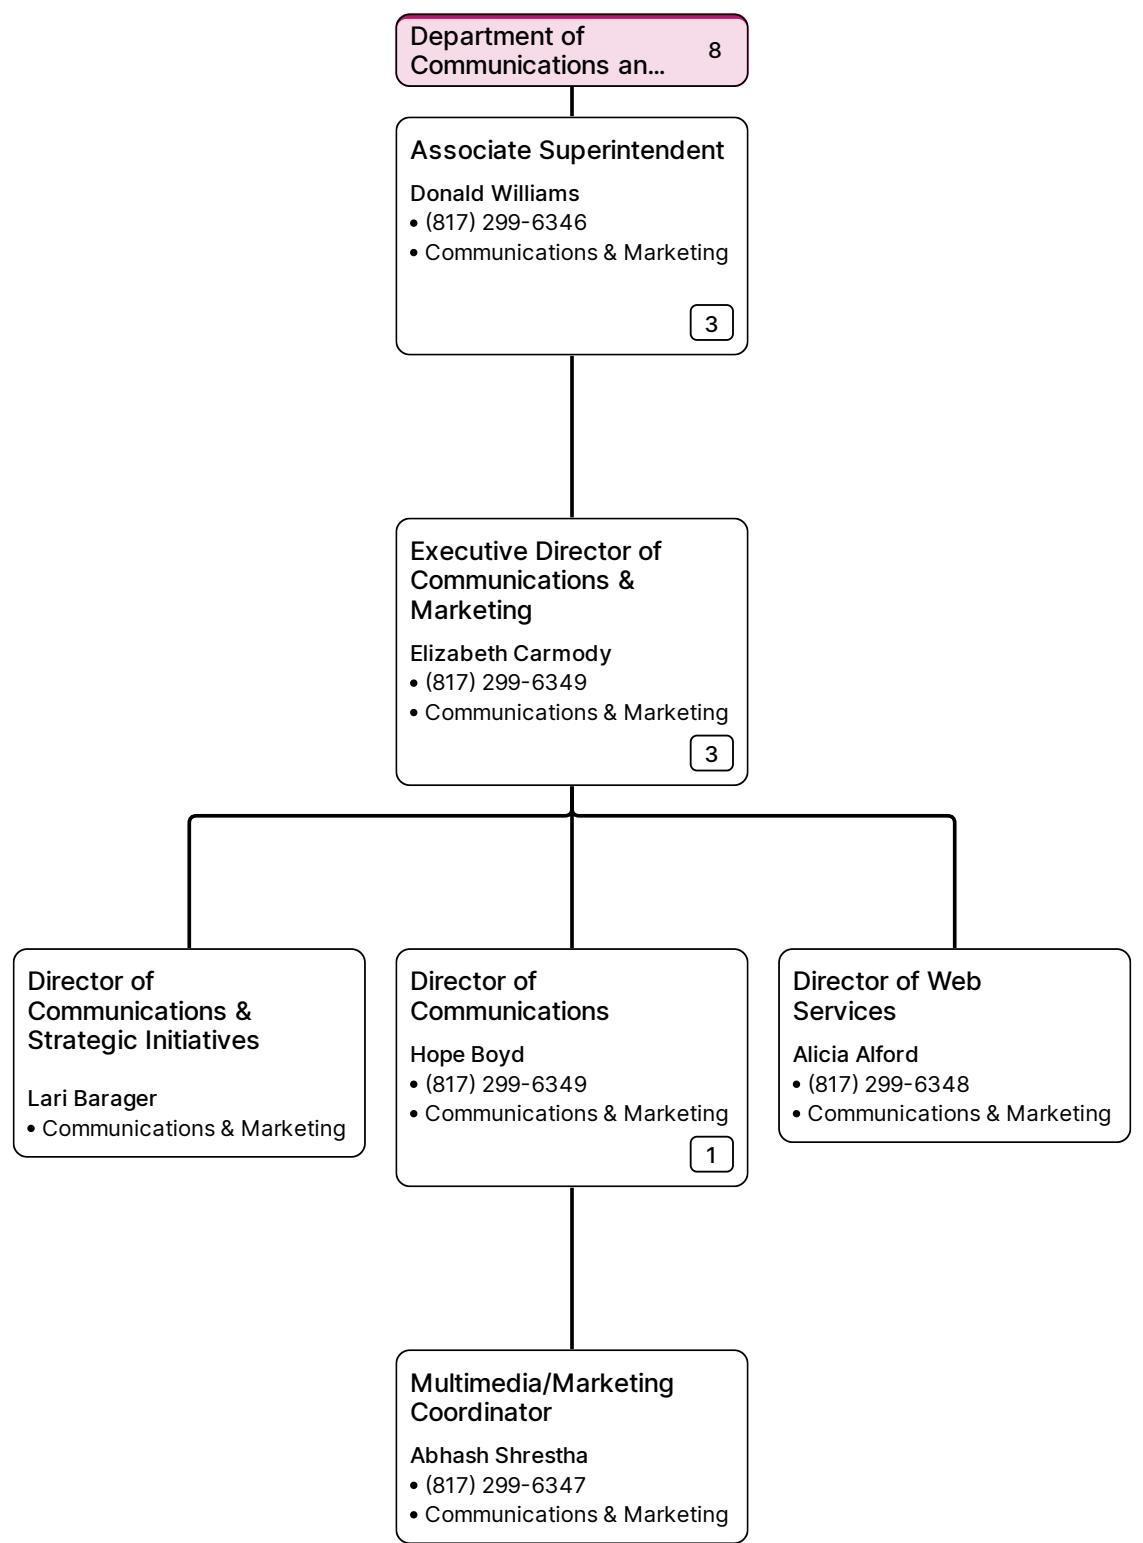 Department of
Communications an...
8
Associate Superintendent
Donald Williams
• (817) 299-6346
• Communications & Marketing
3
Executive Director of
Communications &
Marketing
Elizabeth Carmody
• (817) 299-6349
• Communications & Marketing
3
Director of
Communications &
Strategic Initiatives
Lari Barager
• Communications & Marketing
Director of
Communications
Hope Boyd
• (817) 299-6349
• Communications & Marketing
1
Director of Web
Services
Alicia Alford
• (817) 299-6348
• Communications & Marketing
Multimedia/Marketing
Coordinator
Abhash Shrestha
• (817) 299-6347
• Communications & Marketing